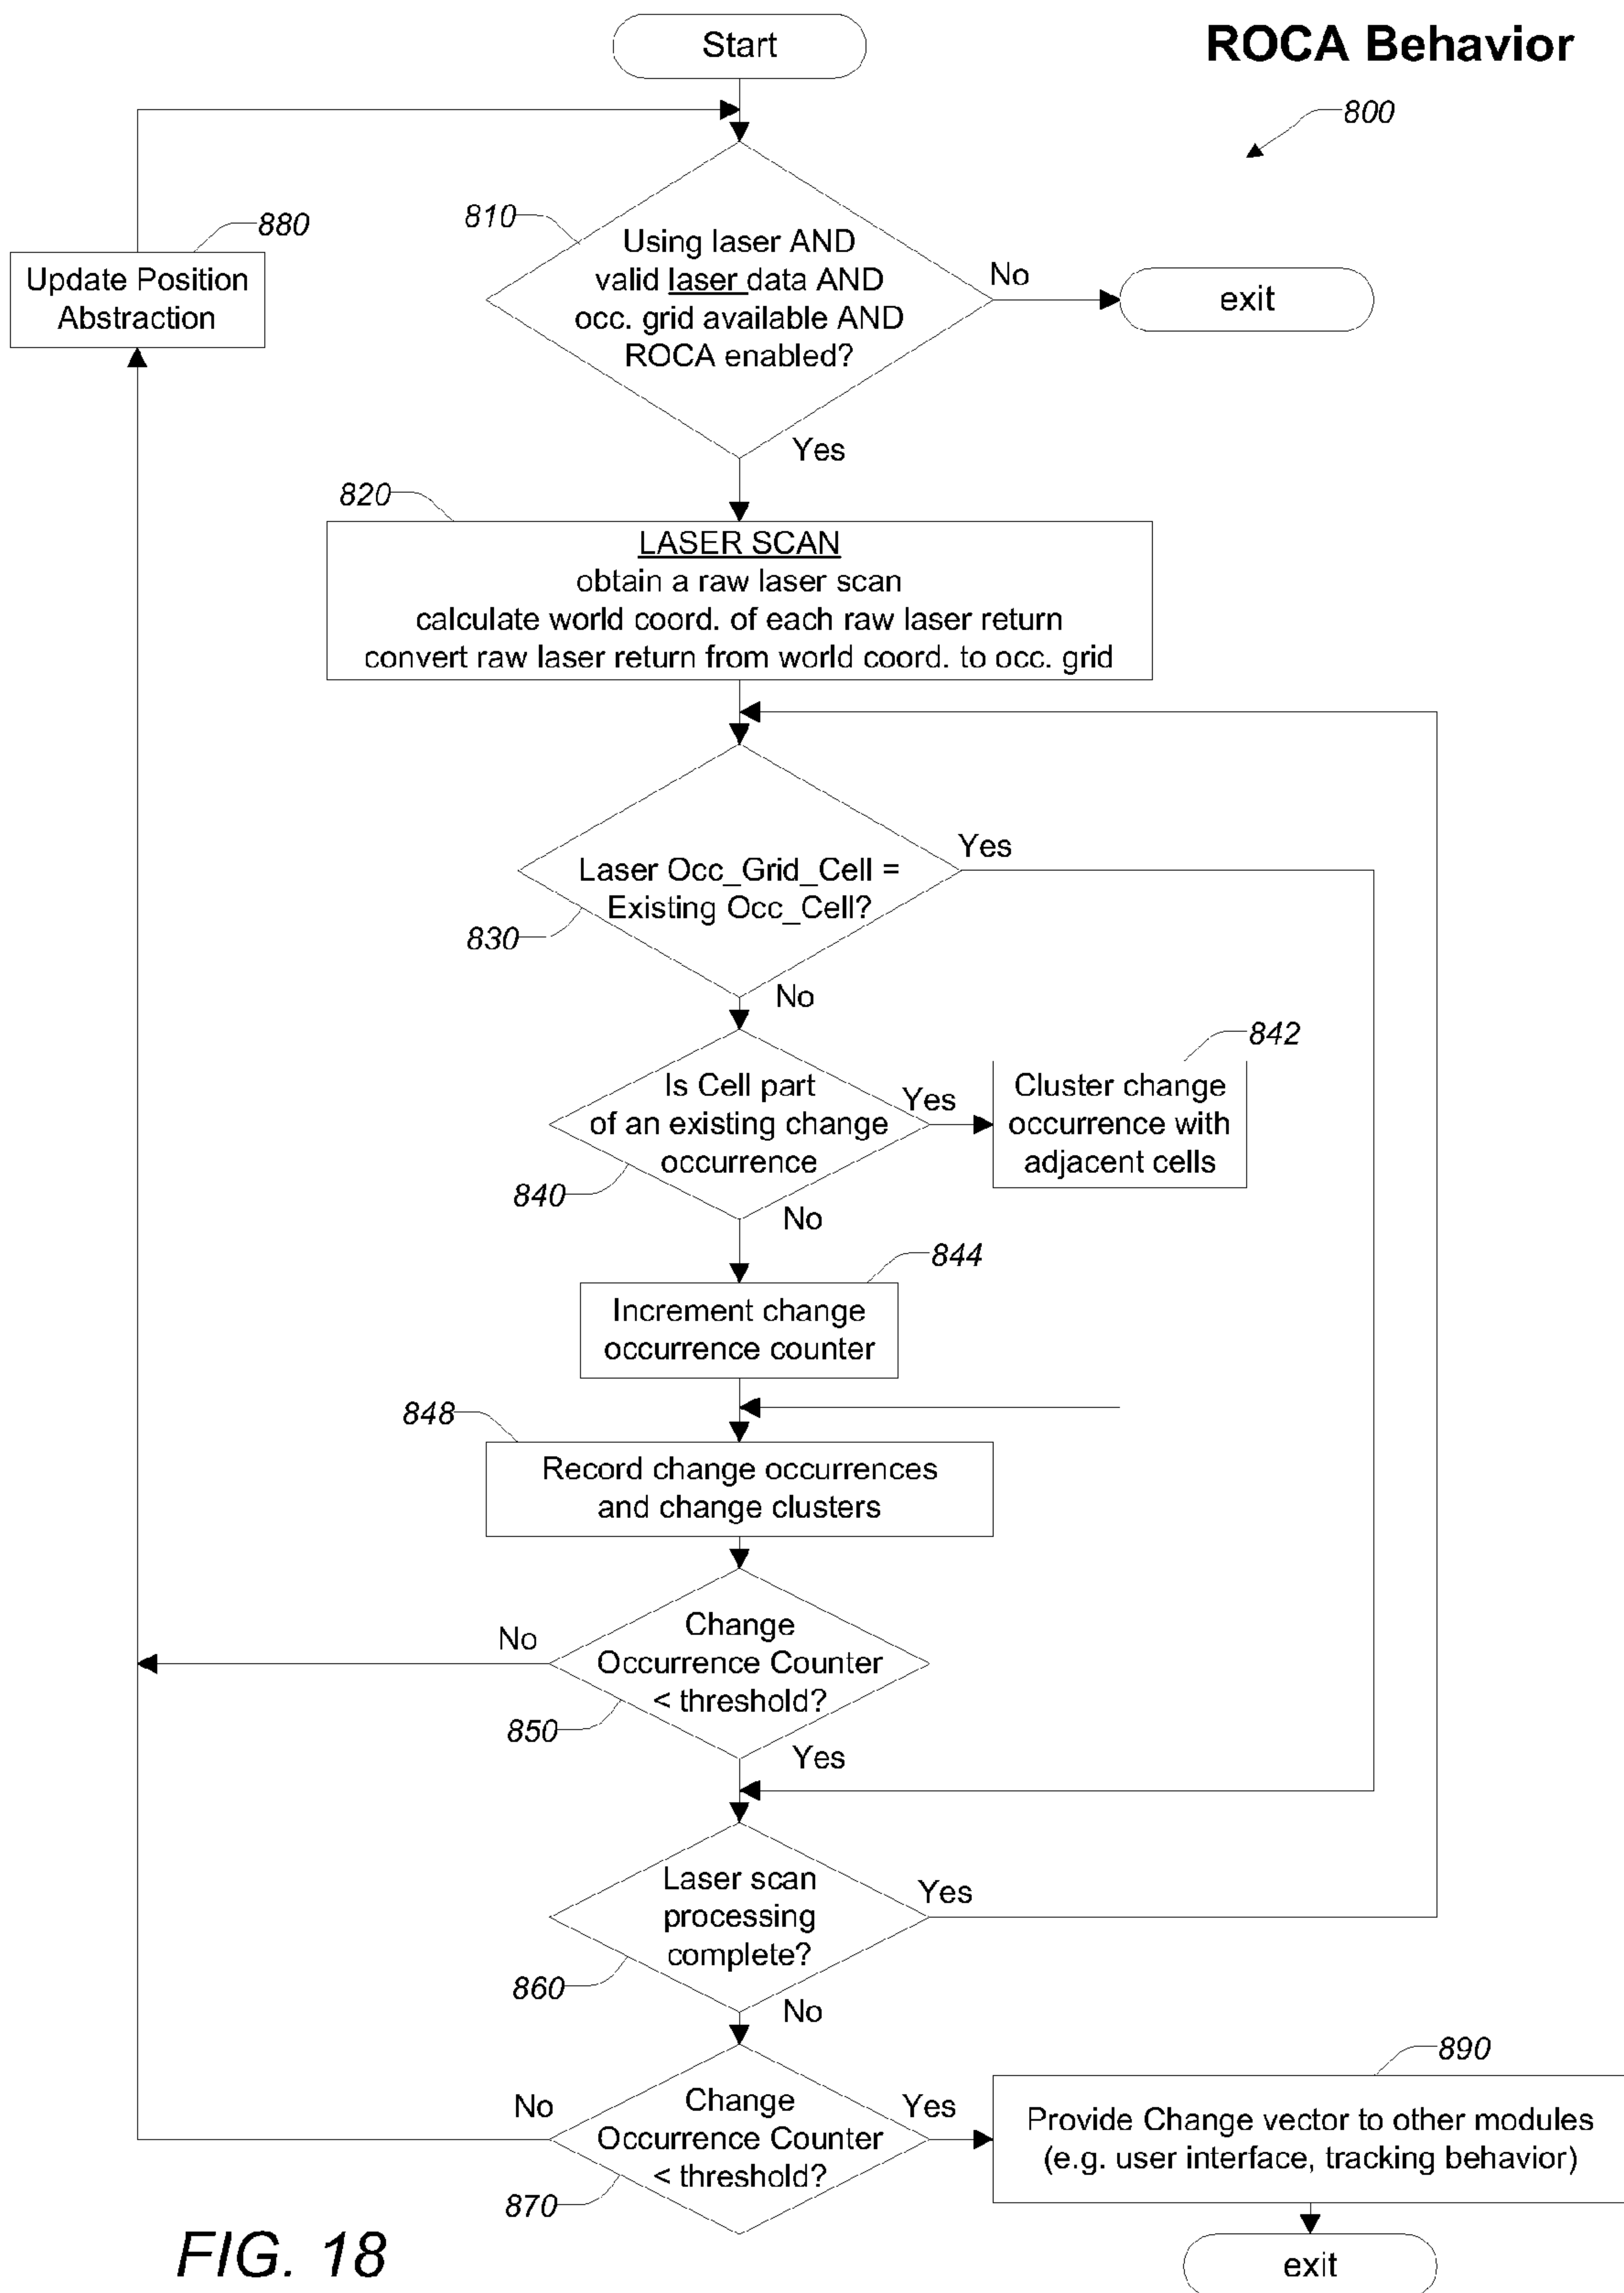 Start
ROCA Behavior
800
880
Update Position
Abstraction
810
Using laser AND
valid laser data AND
occ. grid available AND
ROCA enabled?
No
exit
Yes
820
LASER SCAN
obtain a raw laser scan
calculate world coord. of each raw laser return
convert raw laser return from world coord. to occ. grid
Laser Occ_Grid_Cell =
Existing Occ_Cell?
Yes
830
No
Is Cell part
of an existing change
occurrence
Yes
842
Cluster change
occurrence with
adjacent cells
840
No
844
Increment change
occurrence counter
848
Record change occurrences
and change clusters
No
Change
Occurrence Counter
< threshold?
850
Yes
Laser scan
processing
complete?
Yes
860
No
No
Change
Occurrence Counter
< threshold?
Yes
870
890
Provide Change vector to other modules
(e.g. user interface, tracking behavior)
exit
FIG. 18